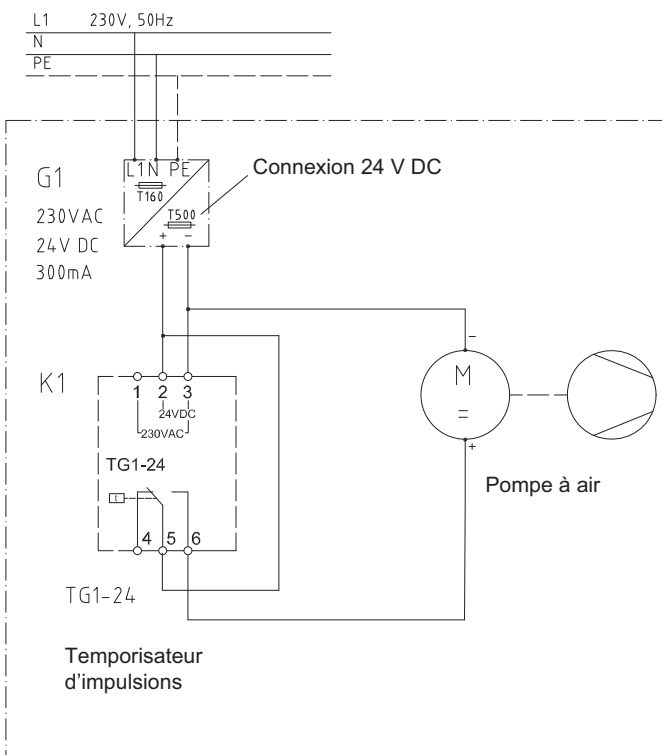 L1 230V, 50Hz
N
PE
L1 N PE
Connexion 24 V DC
G1
T160
230VAC
T500
24V DC
+ -
300mA
-
K1
M
=
1 2 3
24VDC
230VAC
+
TG1-24
Pompe à air
t
4 5 6
TG1-24
Temporisateur
d'impulsions